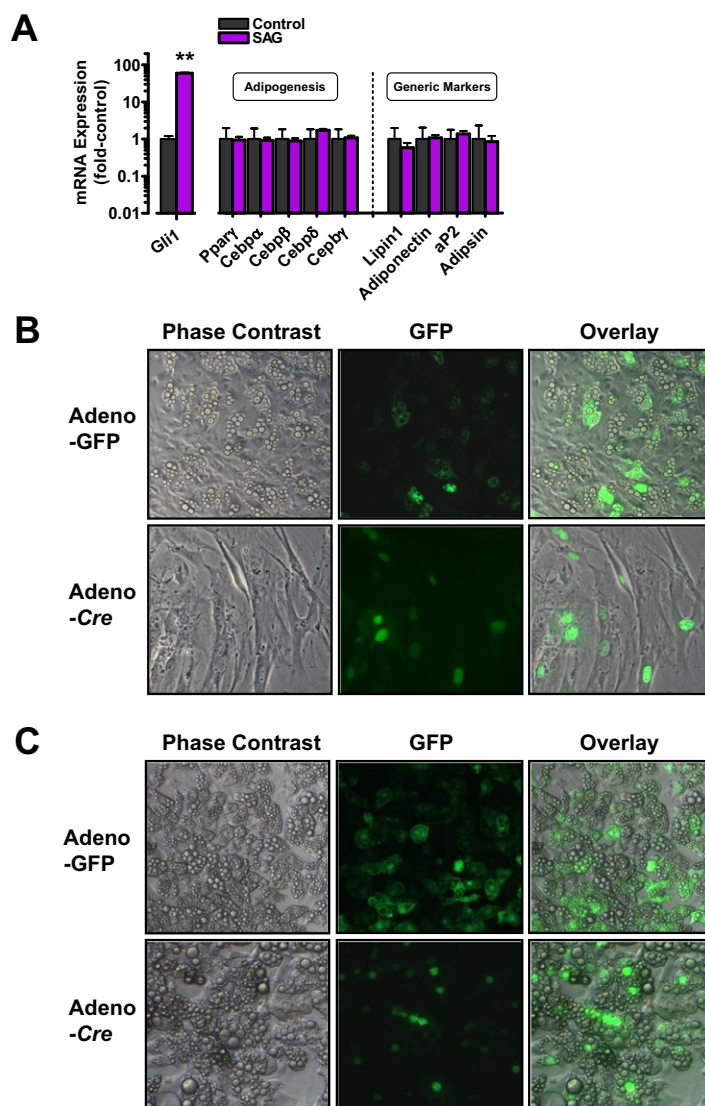 A
Control
SAG
mRNA Expression
(fold-control)
100
10
1
0.1
0.01
**
Adipogenesis
Generic Markers
Gli1
Pparγ
Cebpα
Cebpβ
Cebpδ
Cepbγ
Lipin1
Adiponectin
aP2
Adipsin
B
Phase Contrast GFP Overlay
Adeno
-GFP
Adeno
-Cre
C
Phase Contrast GFP Overlay
Adeno
-GFP
Adeno
-Cre